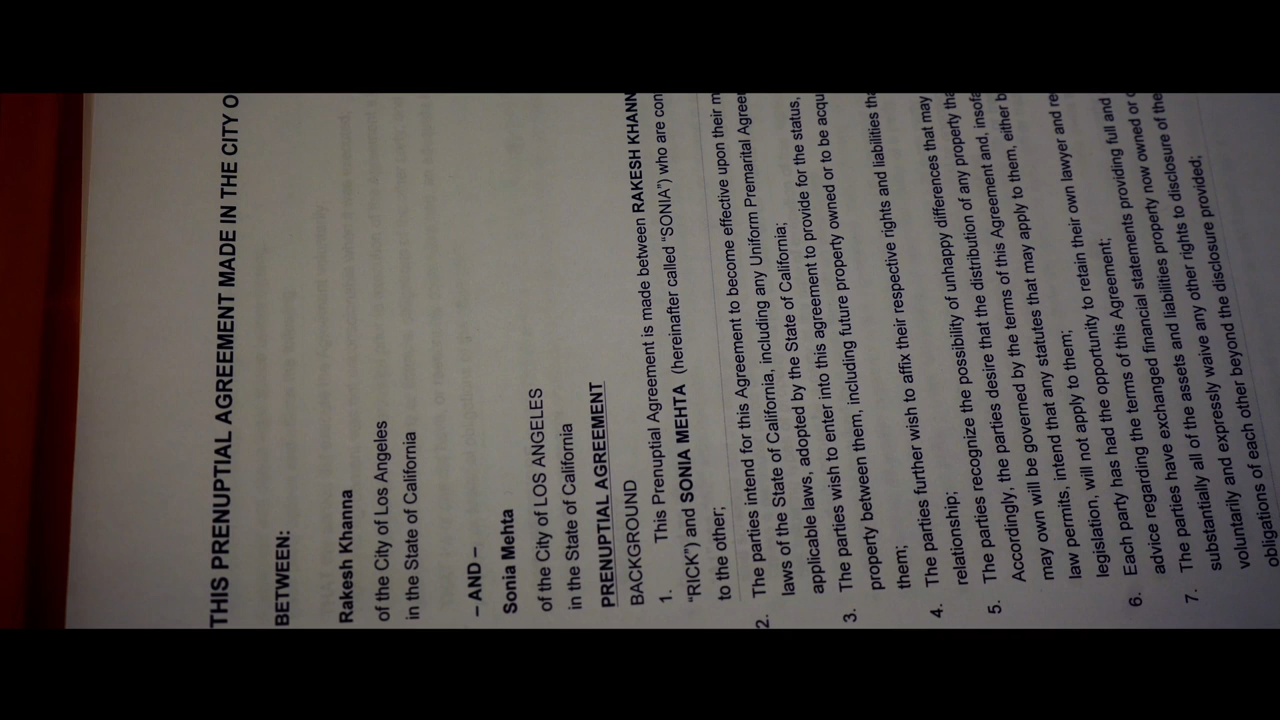 THIS PRENUPTIAL AGREEMENT MADE IN THE CITY O
BETWEEN:
Rakesh Khanna
of the City of Los Angeles
in the State of California
– AND –
Sonia Mehta
of the City of LOS ANGELES
in the State of California
PRENUPTIAL AGREEMENT
BACKGROUND
1. This Prenuptial Agreement is made between RAKESH KHANN
"RICK") and SONIA MEHTA (hereinafter called "SONIA") who are con
to the other;
2. The parties intend for this Agreement to become effective upon their m
laws of the State of California, including any Uniform Premarital Agree
applicable laws, adopted by the State of California;
3. The parties wish to enter into this agreement to provide for the status,
property between them, including future property owned or to be acqu
them;
4. The parties further wish to affix their respective rights and liabilities tha
relationship;
5. The parties recognize the possibility of unhappy differences that may
Accordingly, the parties desire that the distribution of any property tha
may own will be governed by the terms of this Agreement and, insofa
law permits, intend that any statutes that may apply to them, either b
legislation, will not apply to them;
6. Each party has had the opportunity to retain their own lawyer and re
advice regarding the terms of this Agreement;
7. The parties have exchanged financial statements providing full and
substantially all of the assets and liabilities property now owned or o
voluntarily and expressly waive any other rights to disclosure of the
obligations of each other beyond the disclosure provided;